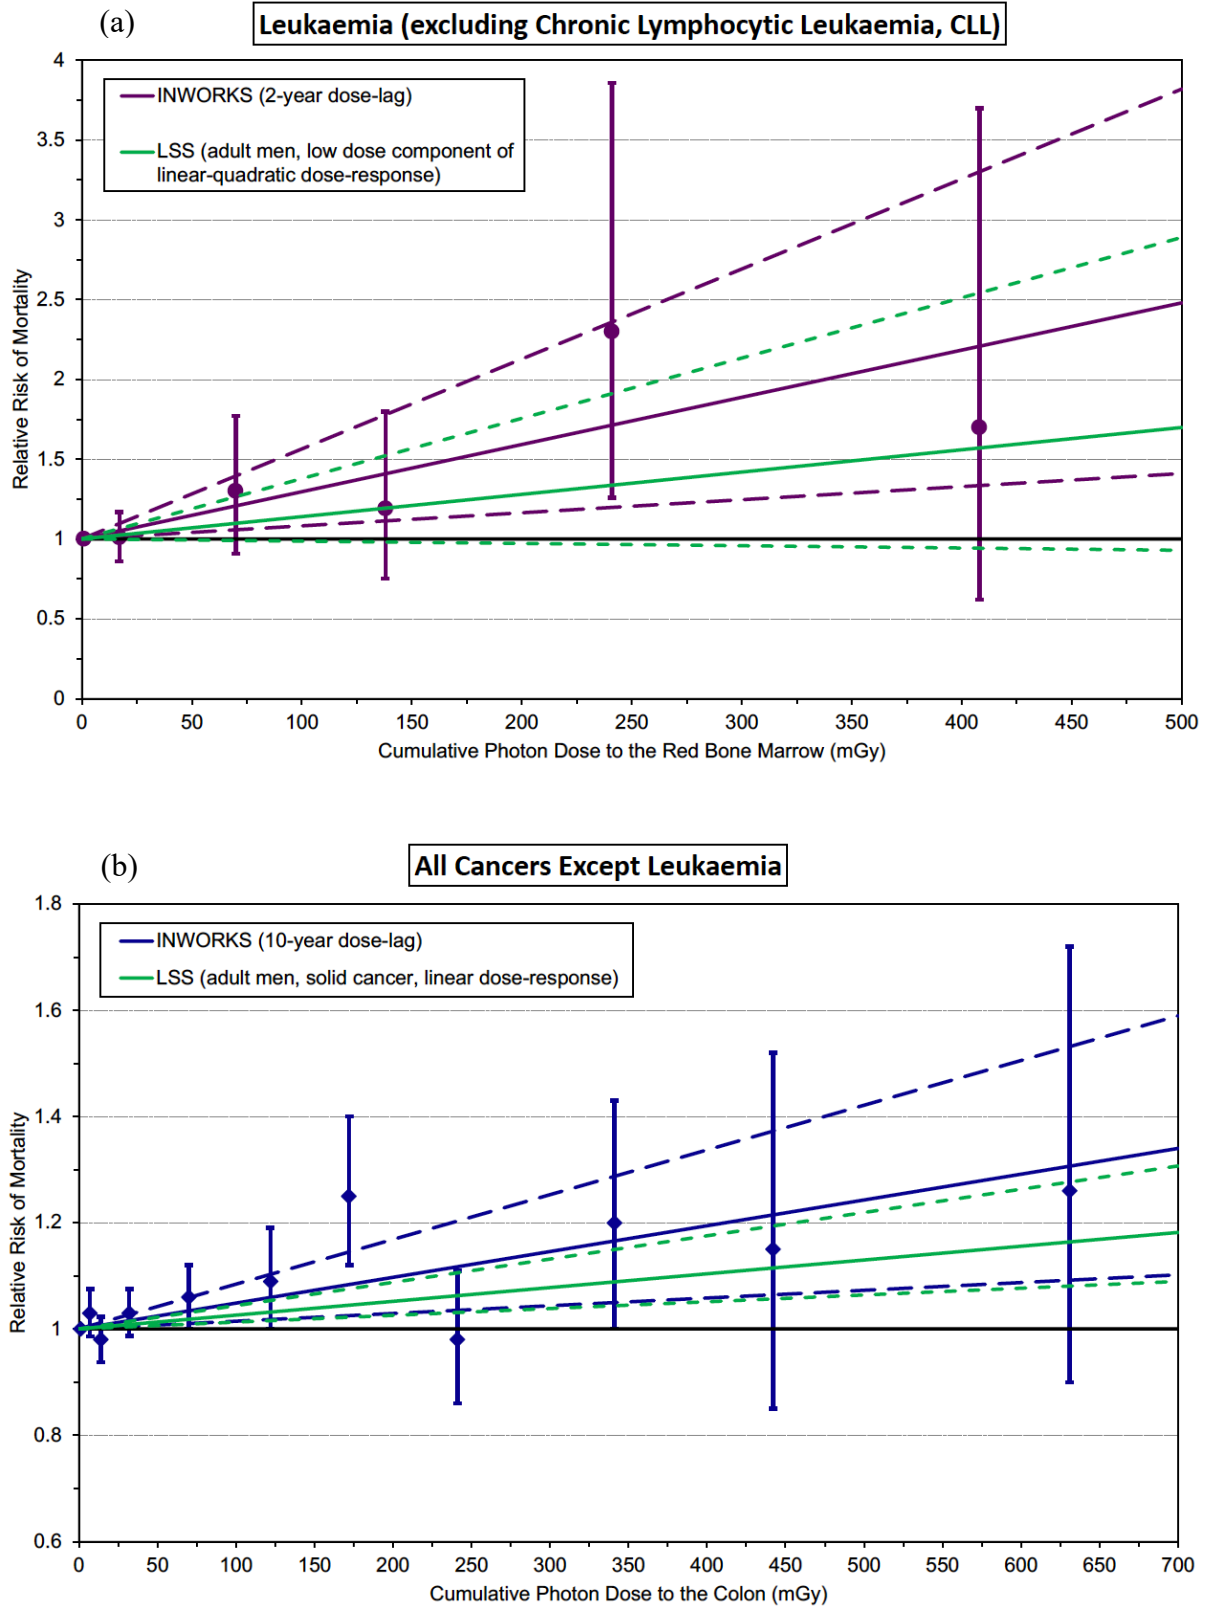 (a)
Leukaemia (excluding Chronic Lymphocytic Leukaemia, CLL)
4
3.5
3
2.5
2
1.5
1
0.5
0
Relative Risk of Mortality
INWORKS (2-year dose-lag)
LSS (adult men, low dose component of
linear-quadratic dose-response)
0 50 100 150 200 250 300 350 400 450 500
Cumulative Photon Dose to the Red Bone Marrow (mGy)
(b)
All Cancers Except Leukaemia
1.8
1.6
1.4
1.2
1
0.8
0.6
Relative Risk of Mortality
INWORKS (10-year dose-lag)
LSS (adult men, solid cancer, linear dose-response)
0 50 100 150 200 250 300 350 400 450 500 550 600 650 700
Cumulative Photon Dose to the Colon (mGy)